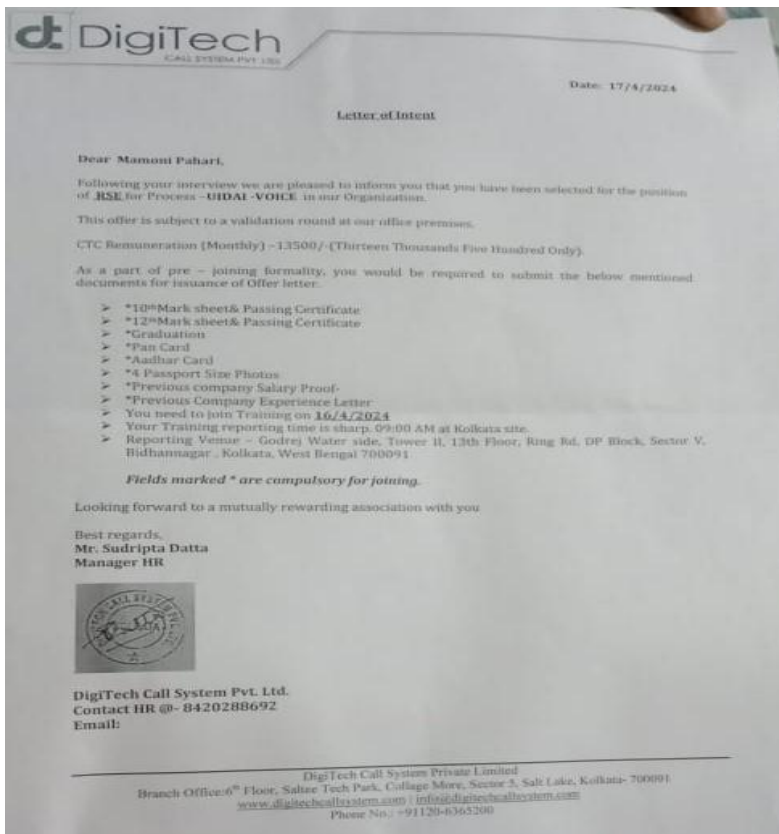 dt DigiTech
CALL SYSTEM PVT LTD
Date: 17/4/2024
Letter of Intent
Dear Mamoni Pahari,
Following your interview we are pleased to inform you that you have been selected for the position
of RSE for Process –UIDAI -VOICE in our Organization.
This offer is subject to a validation round at our office premises.
CTC Remuneration (Monthly) –13500/-(Thirteen Thousands Five Hundred Only).
As a part of pre – joining formality, you would be required to submit the below mentioned
documents for issuance of Offer letter.
➢ *10thMark sheet& Passing Certificate
➢ *12thMark sheet& Passing Certificate
➢ *Graduation
➢ *Pan Card
➢ *Aadhar Card
➢ *4 Passport Size Photos
➢ *Previous company Salary Proof-
➢ *Previous Company Experience Letter
➢ You need to Join Training on 16/4/2024
➢ Your Training reporting time is sharp. 09:00 AM at Kolkata site.
➢ Reporting Venue – Godrej Water side, Tower II, 13th Floor, Ring Rd, DP Block, Sector V,
Bidhannagar , Kolkata, West Bengal 700091
Fields marked * are compulsory for joining.
Looking forward to a mutually rewarding association with you
Best regards,
Mr. Sudripta Datta
Manager HR
CALL SYSTEM PVT
DigiTech Call System Pvt. Ltd.
Contact HR @- 8420288692
Email:
DigiTech Call System Private Limited
Branch Office:6th Floor, Saltee Tech Park, Collage More, Sector 5, Salt Lake, Kolkata- 700091
www.digitechcallsystem.com | info@digitechcallsystem.com
Phone No.: +91120-6365200